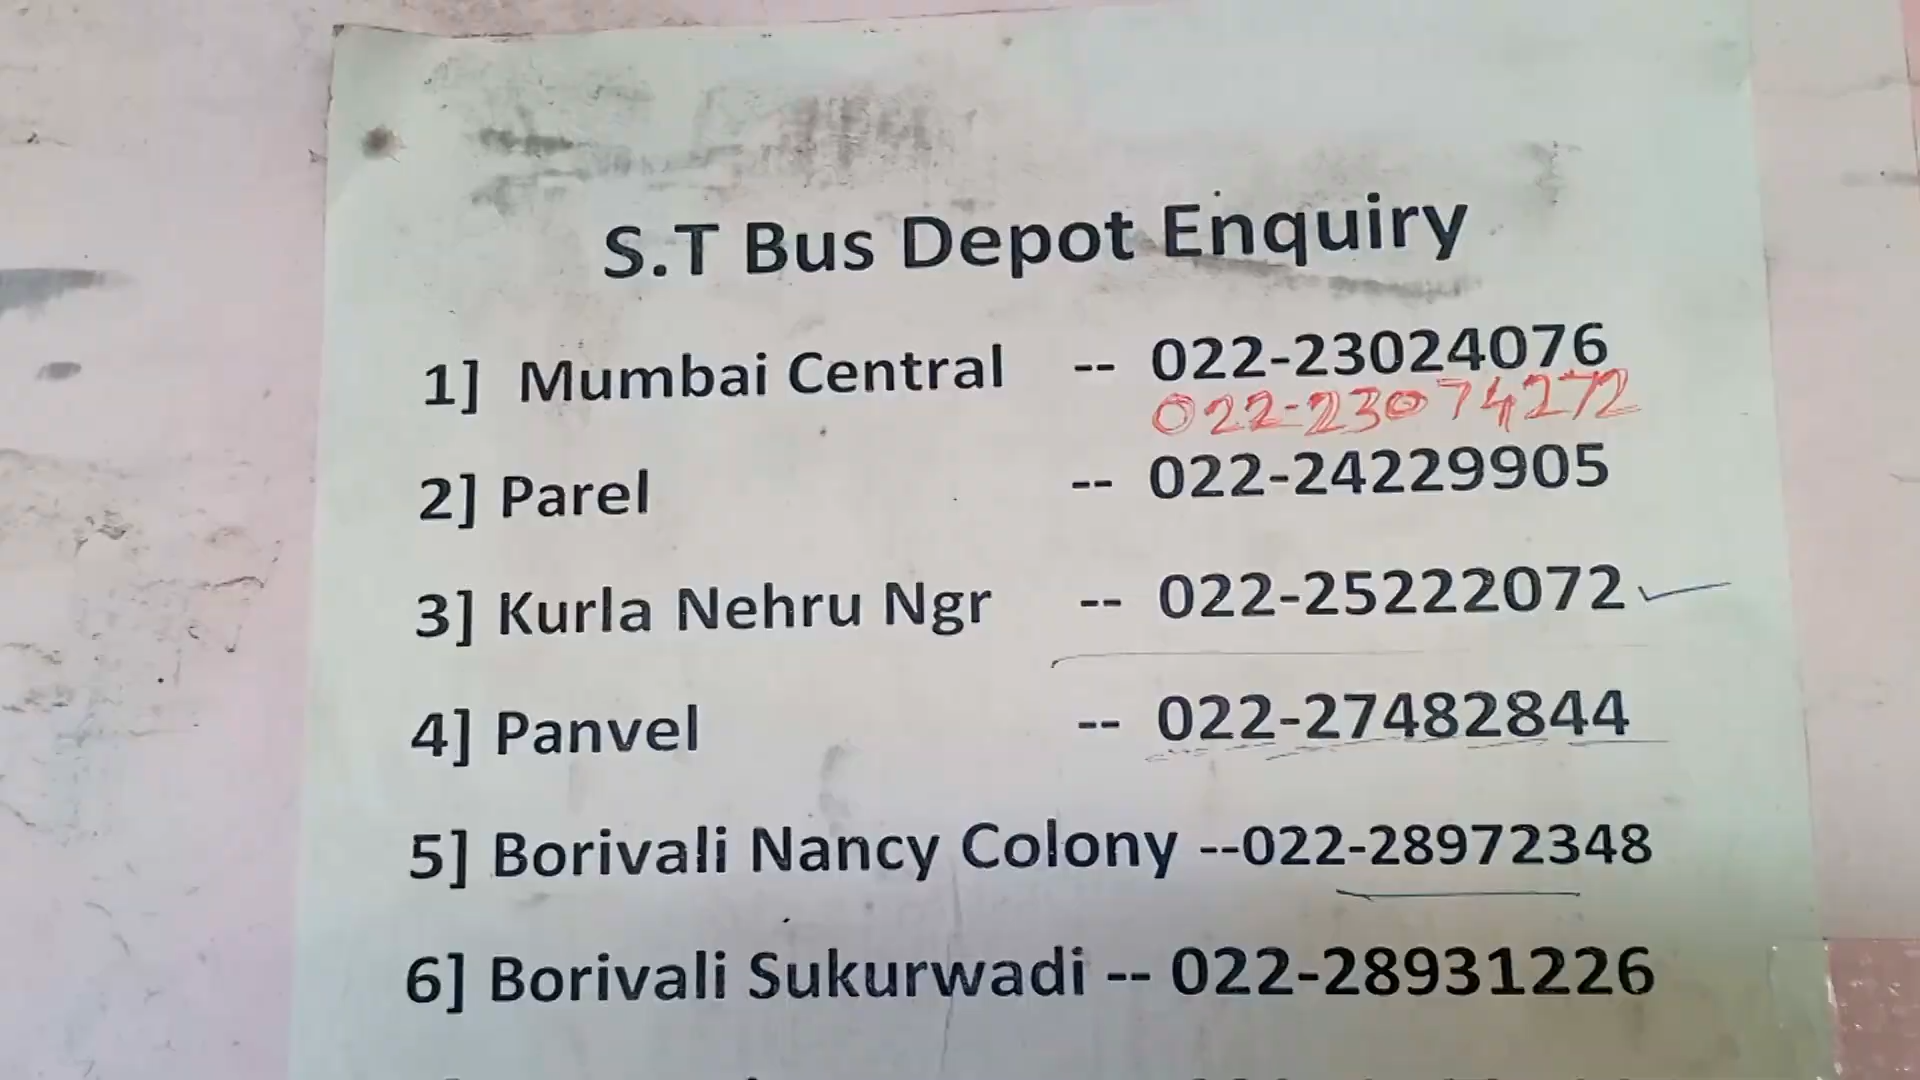 S.T Bus Depot Enquiry
1] Mumbai Central -- 022-23024076
022-23074272
2] Parel -- 022-24229905
3] Kurla Nehru Ngr -- 022-25222072
4] Panvel -- 022-27482844
5] Borivali Nancy Colony --022-28972348
6] Borivali Sukurwadi -- 022-28931226